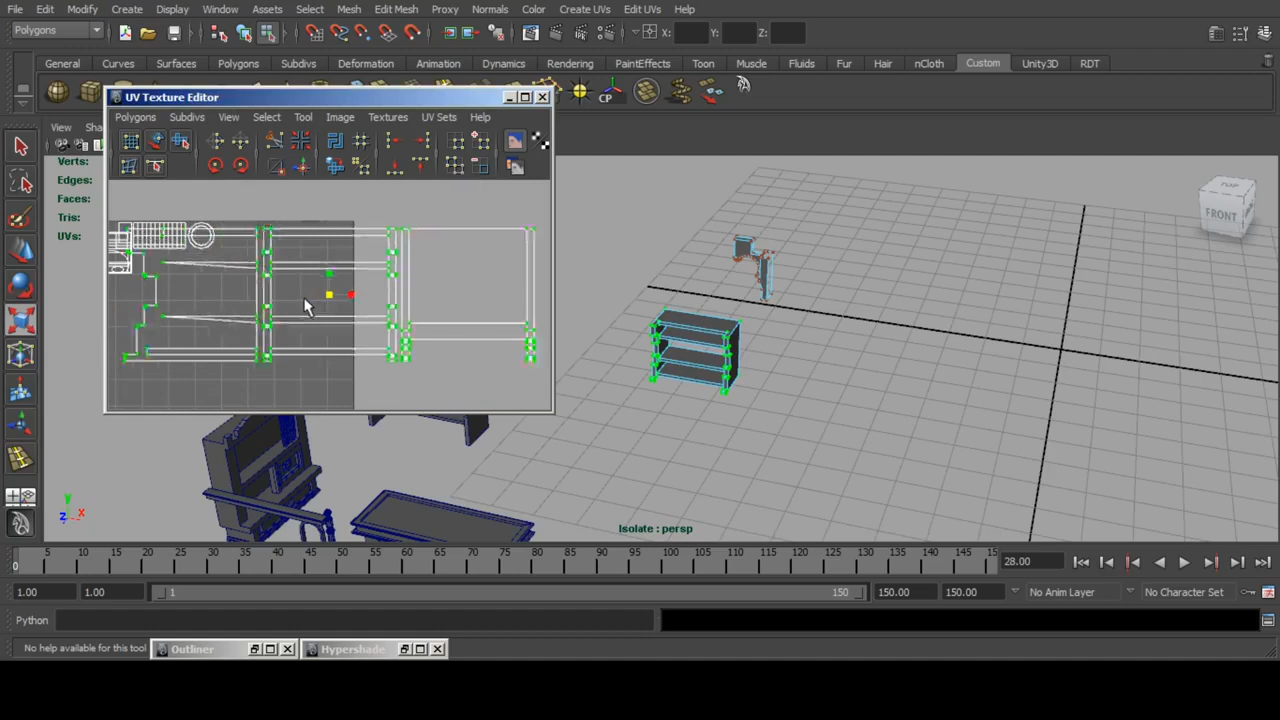 File Edit Modify Create Display Window Assets Select Mesh Edit Mesh Proxy Normals Color Create UVs Edit UVs Help
Polygons X: Y: Z:
General Curves Surfaces Polygons Subdivs Deformation Animation Dynamics Rendering PaintEffects Toon Muscle Fluids Fur Hair nCloth Custom Unity3D RDT
CP
UV Texture Editor
Polygons Subdivs View Select Tool Image Textures UV Sets Help
View Sha
Verts:
Edges:
Faces:
Tris:
UVs:
TOP
FRONT
y
z x
Isolate : persp
5 10 15 20 25 30 35 40 45 50 55 60 65 70 75 80 85 90 95 100 105 110 115 120 125 130 135 140 145 15
0
28.00
1.00 1.00 1 150 150.00 150.00 No Anim Layer No Character Set
Python
No help available for this tool Outliner Hypershade